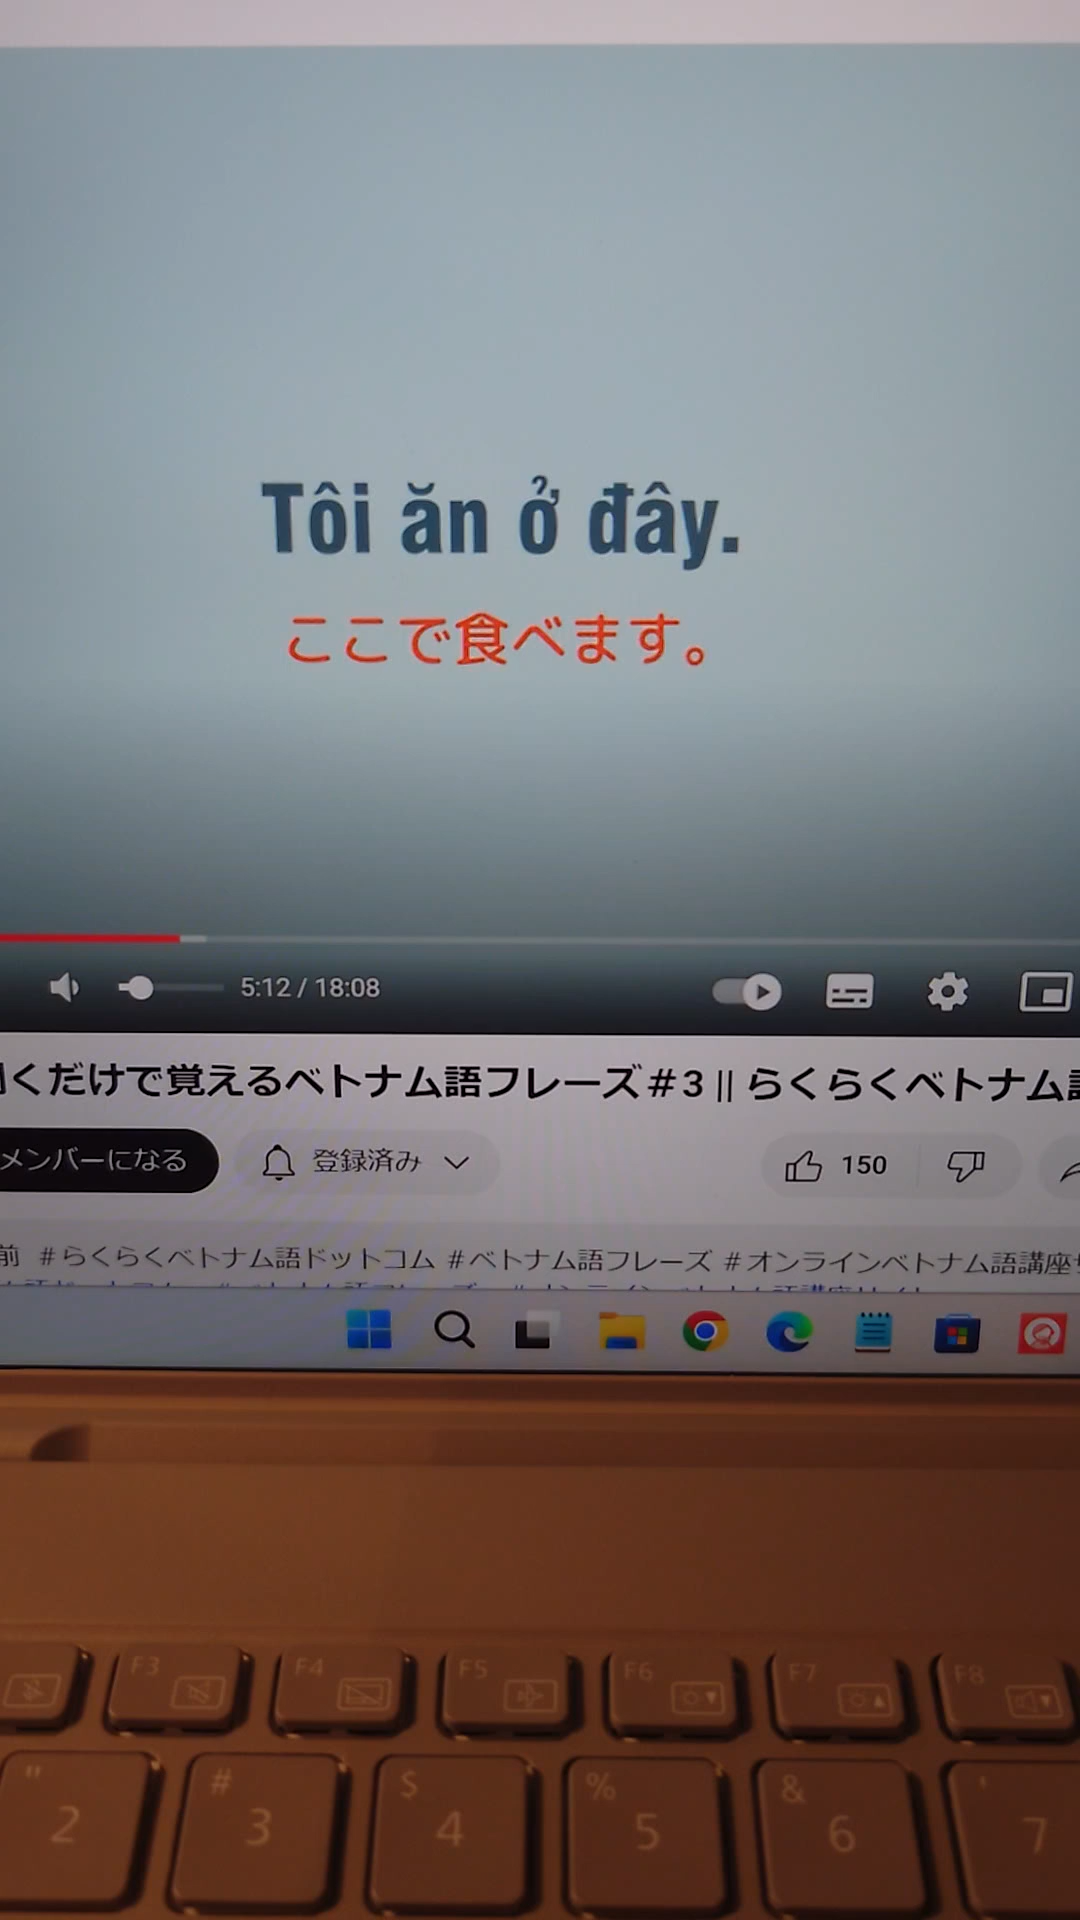 Tôi ăn ở đây.
ここで食べます。
5:12 / 18:08
くだけで覚えるベトナム語フレーズ#3 || らくらくベトナム
メンバーになる
登録済み
150
前 #らくらくベトナム語ドットコム #ベトナム語フレーズ #オンラインベトナム語講座
F3 F4 F5 F6 F7 F8
" 2 # 3 $ 4 % 5 & 6 ' 7